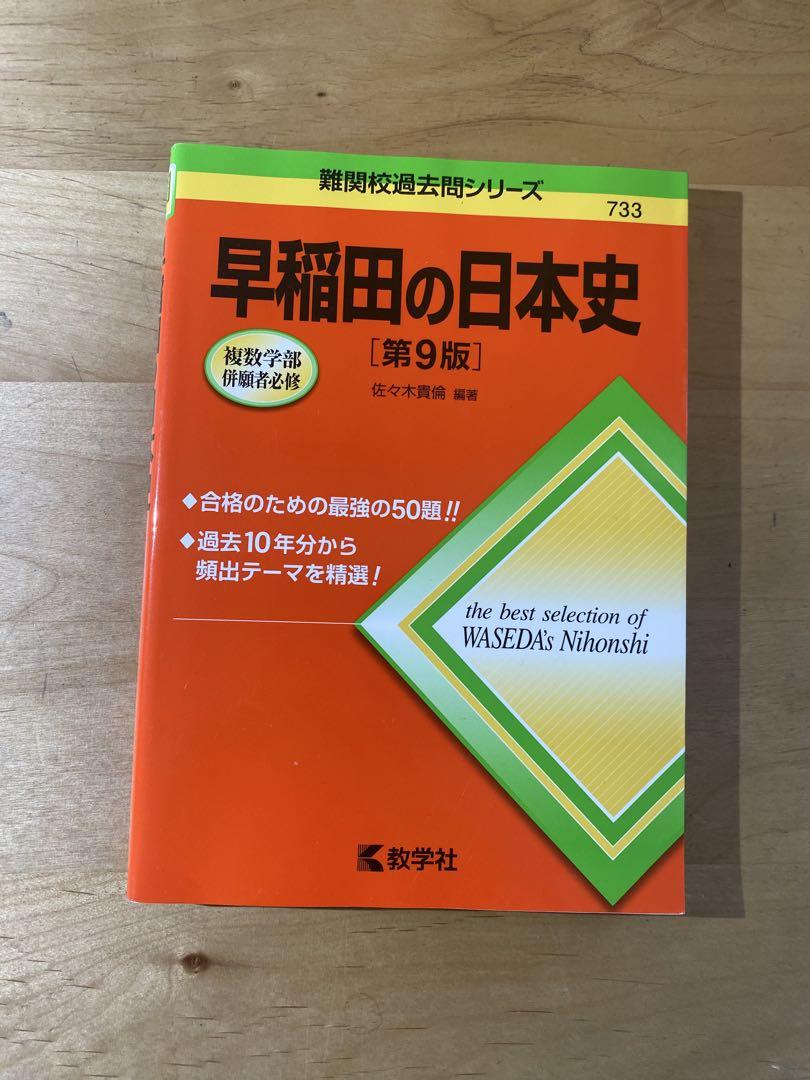 難関校過去問シリーズ
733
早稲田の日本史
[第9版]
複数学部
併願者必修
佐々木貴倫 編著
◆合格のための最強の50題!!
◆過去10年分から
頻出テーマを精選!
the best selection of
WASEDA's Nihonshi
教学社